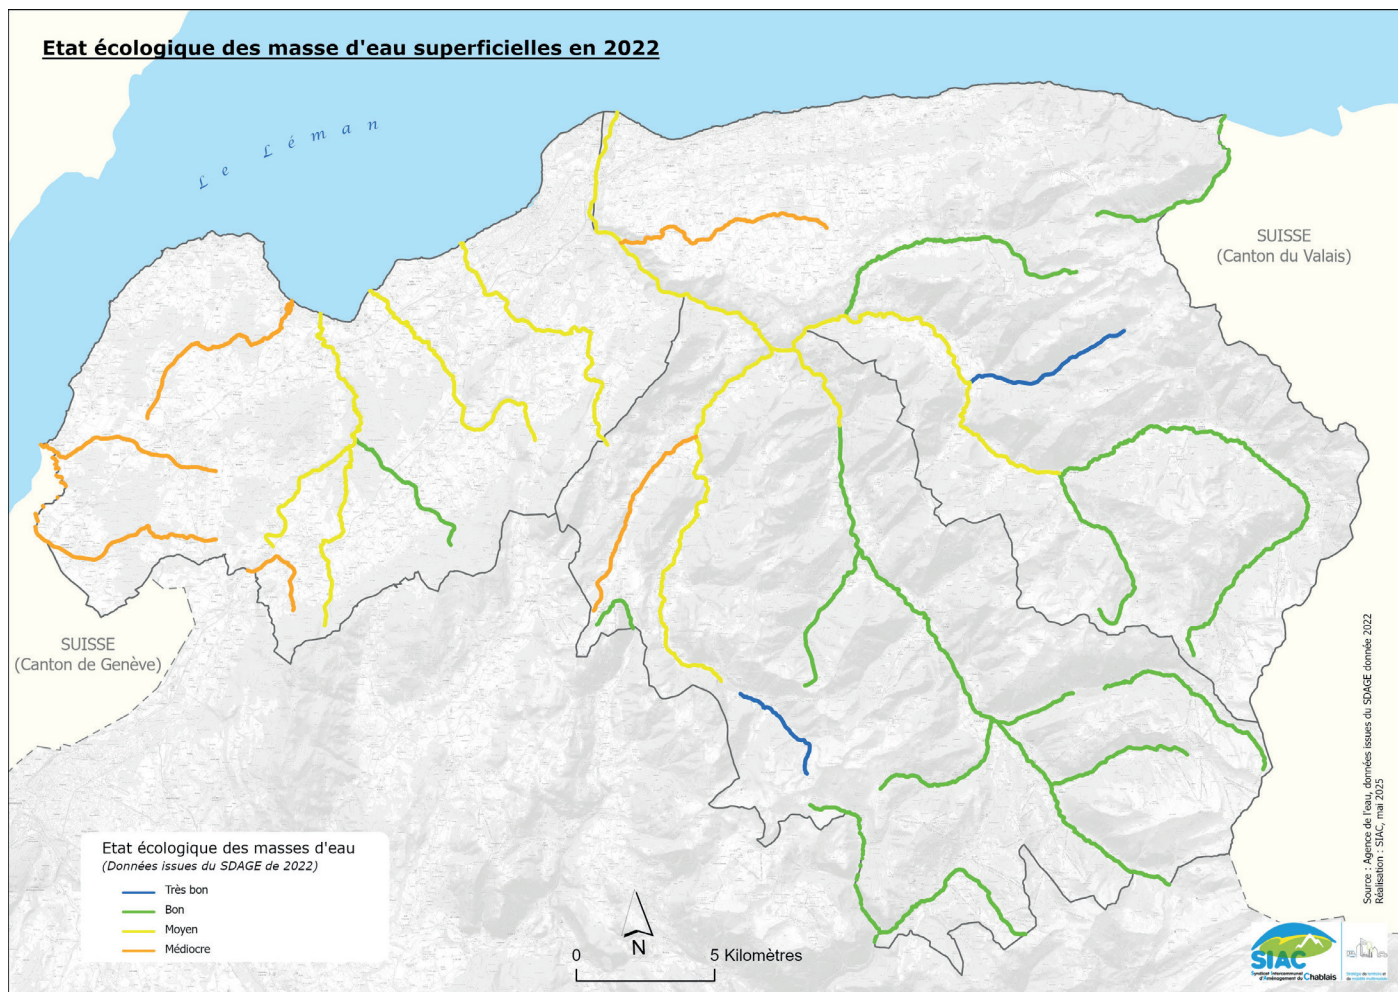 Etat écologique des masse d'eau superficielles en 2022
Le Léman
SUISSE
(Canton du Valais)
SUISSE
(Canton de Genève)
Etat écologique des masses d'eau
(Données issues du SDAGE de 2022)
Très bon
Bon
Moyen
Médiocre
N
0 5 Kilomètres
Source : Agence de l'eau, données issues du SDAGE donnée 2022
Réalisation : SIAC, mai 2025
SIAC
Syndicat Intercommunal
d'Aménagement du Chablais